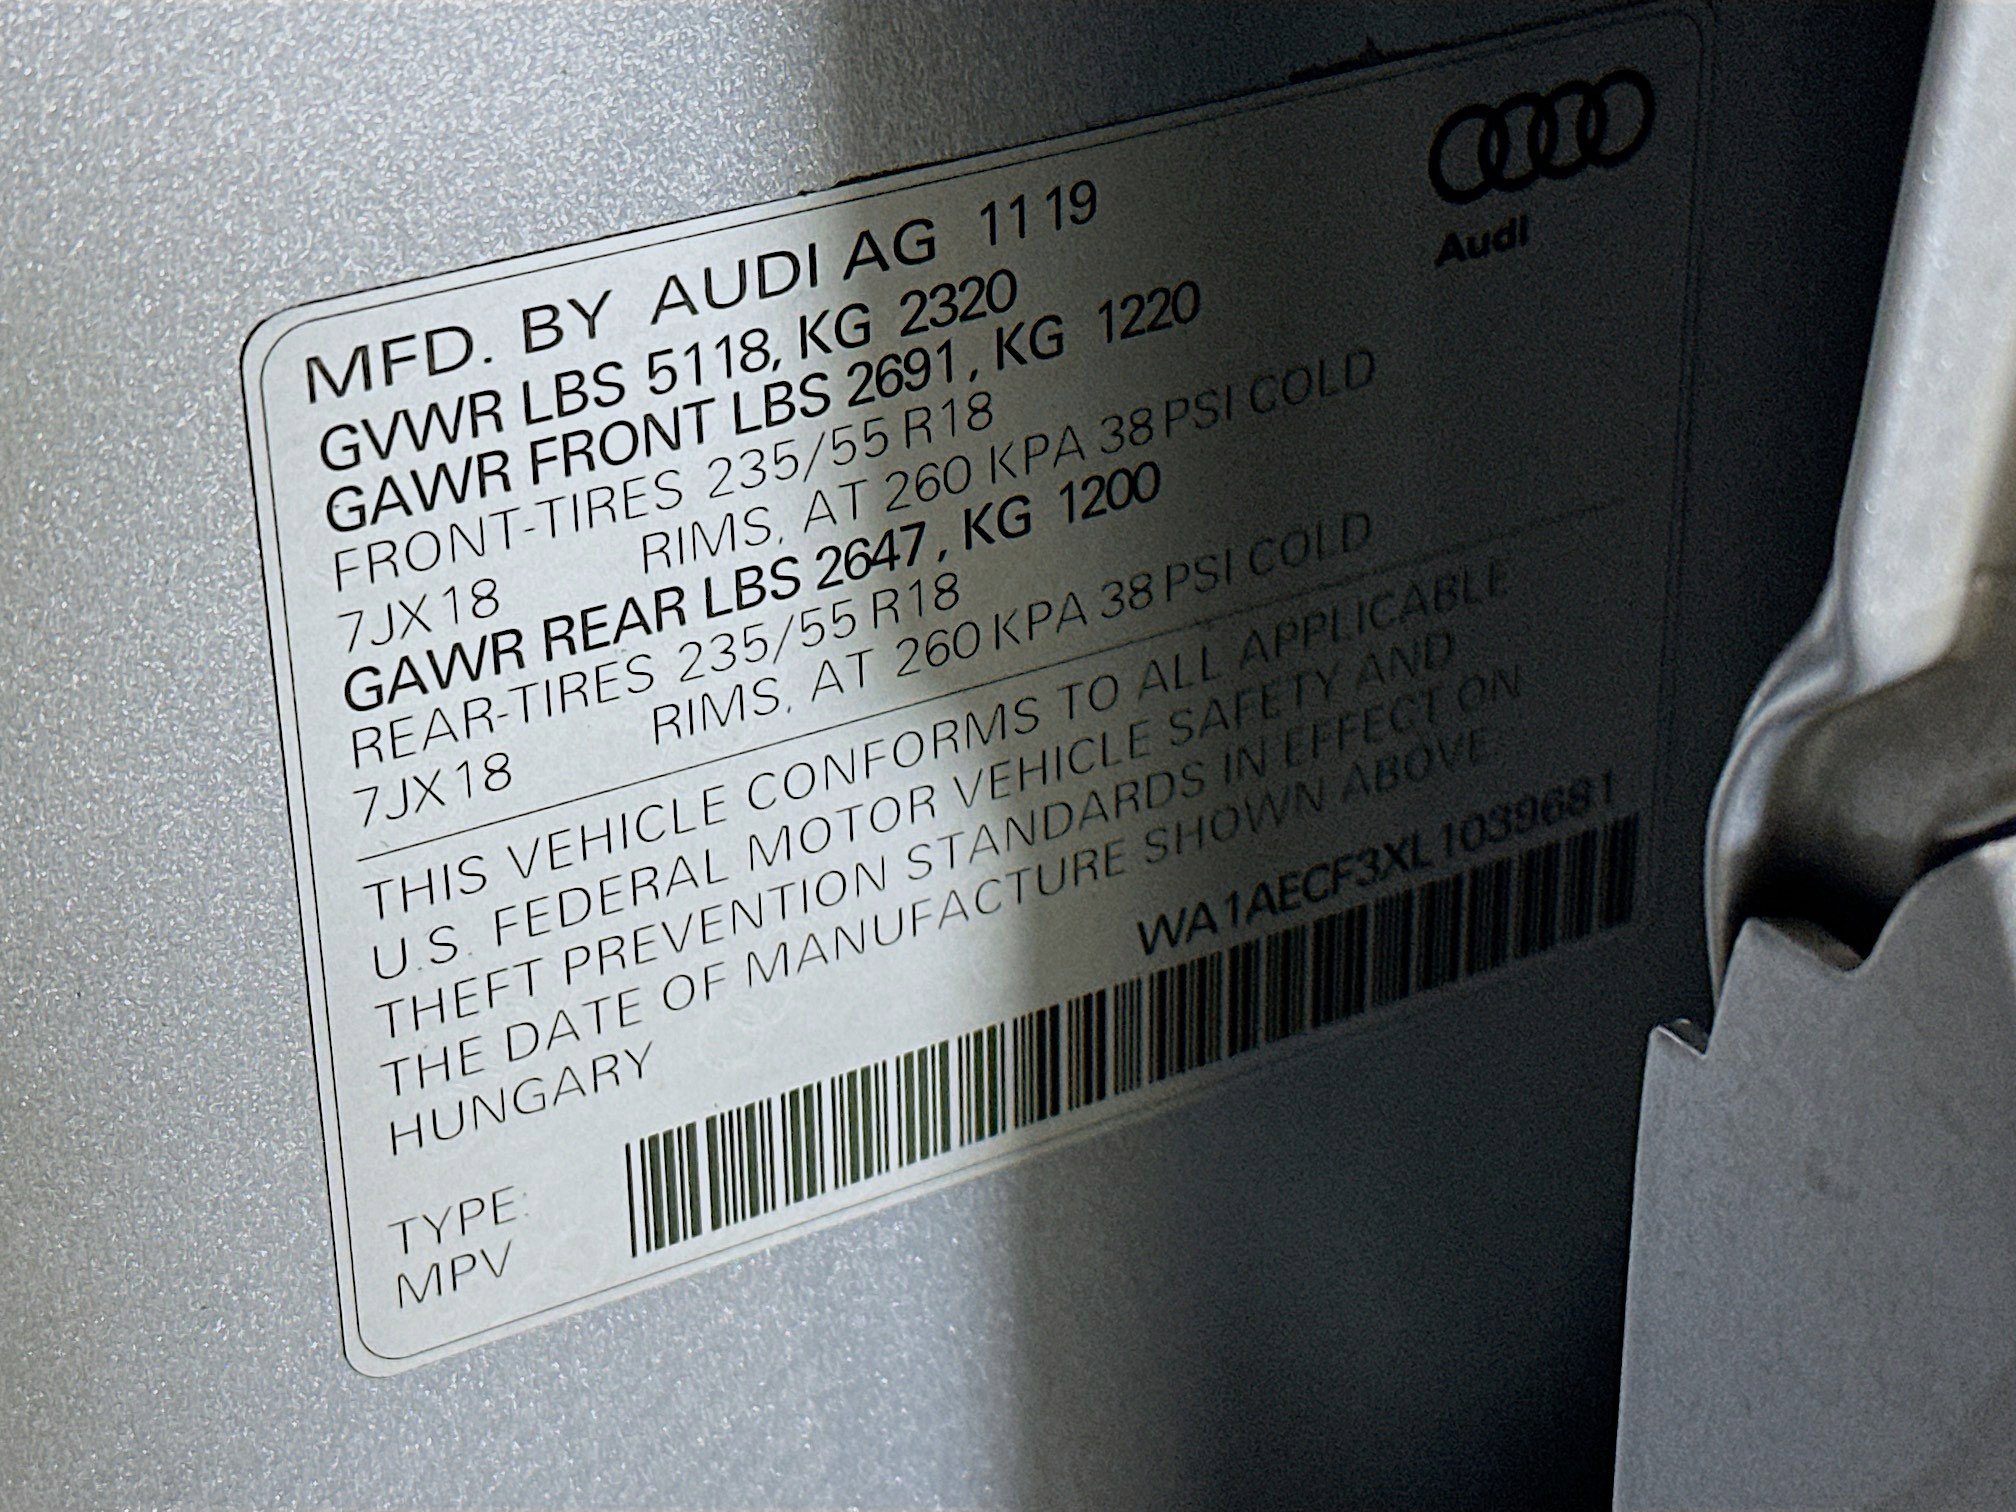 MFD. BY AUDI AG 11 19
GVWR LBS 5118, KG 2320
GAWR FRONT LBS 2691, KG 1220
FRONT-TIRES 235/55 R18
7JX18 RIMS, AT 260 KPA 38 PSI COLD
GAWR REAR LBS 2647, KG 1200
REAR-TIRES 235/55 R18
7JX18 RIMS, AT 260 KPA 38 PSI COLD
Audi
THIS VEHICLE CONFORMS TO ALL APPLICABLE
U.S. FEDERAL MOTOR VEHICLE SAFETY AND
THEFT PREVENTION STANDARDS IN EFFECT ON
THE DATE OF MANUFACTURE SHOWN ABOVE.
HUNGARY
WA1AECF3XL1039681
TYPE:
MPV